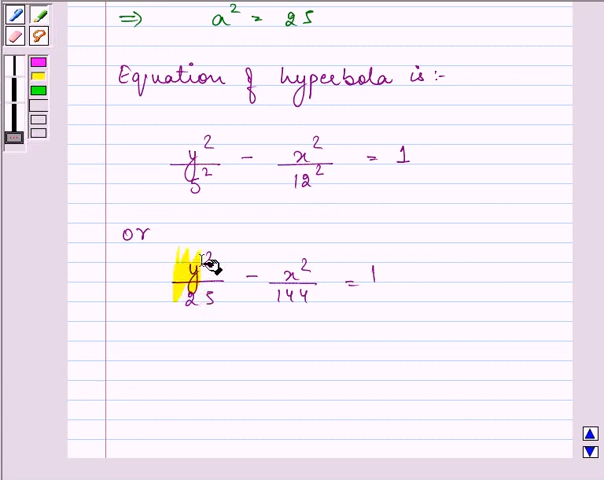 ⇒ a² = 25
Equation of hyperbola is :-
y²/5² - x²/12² = 1
or
y²/25 - x²/144 = 1